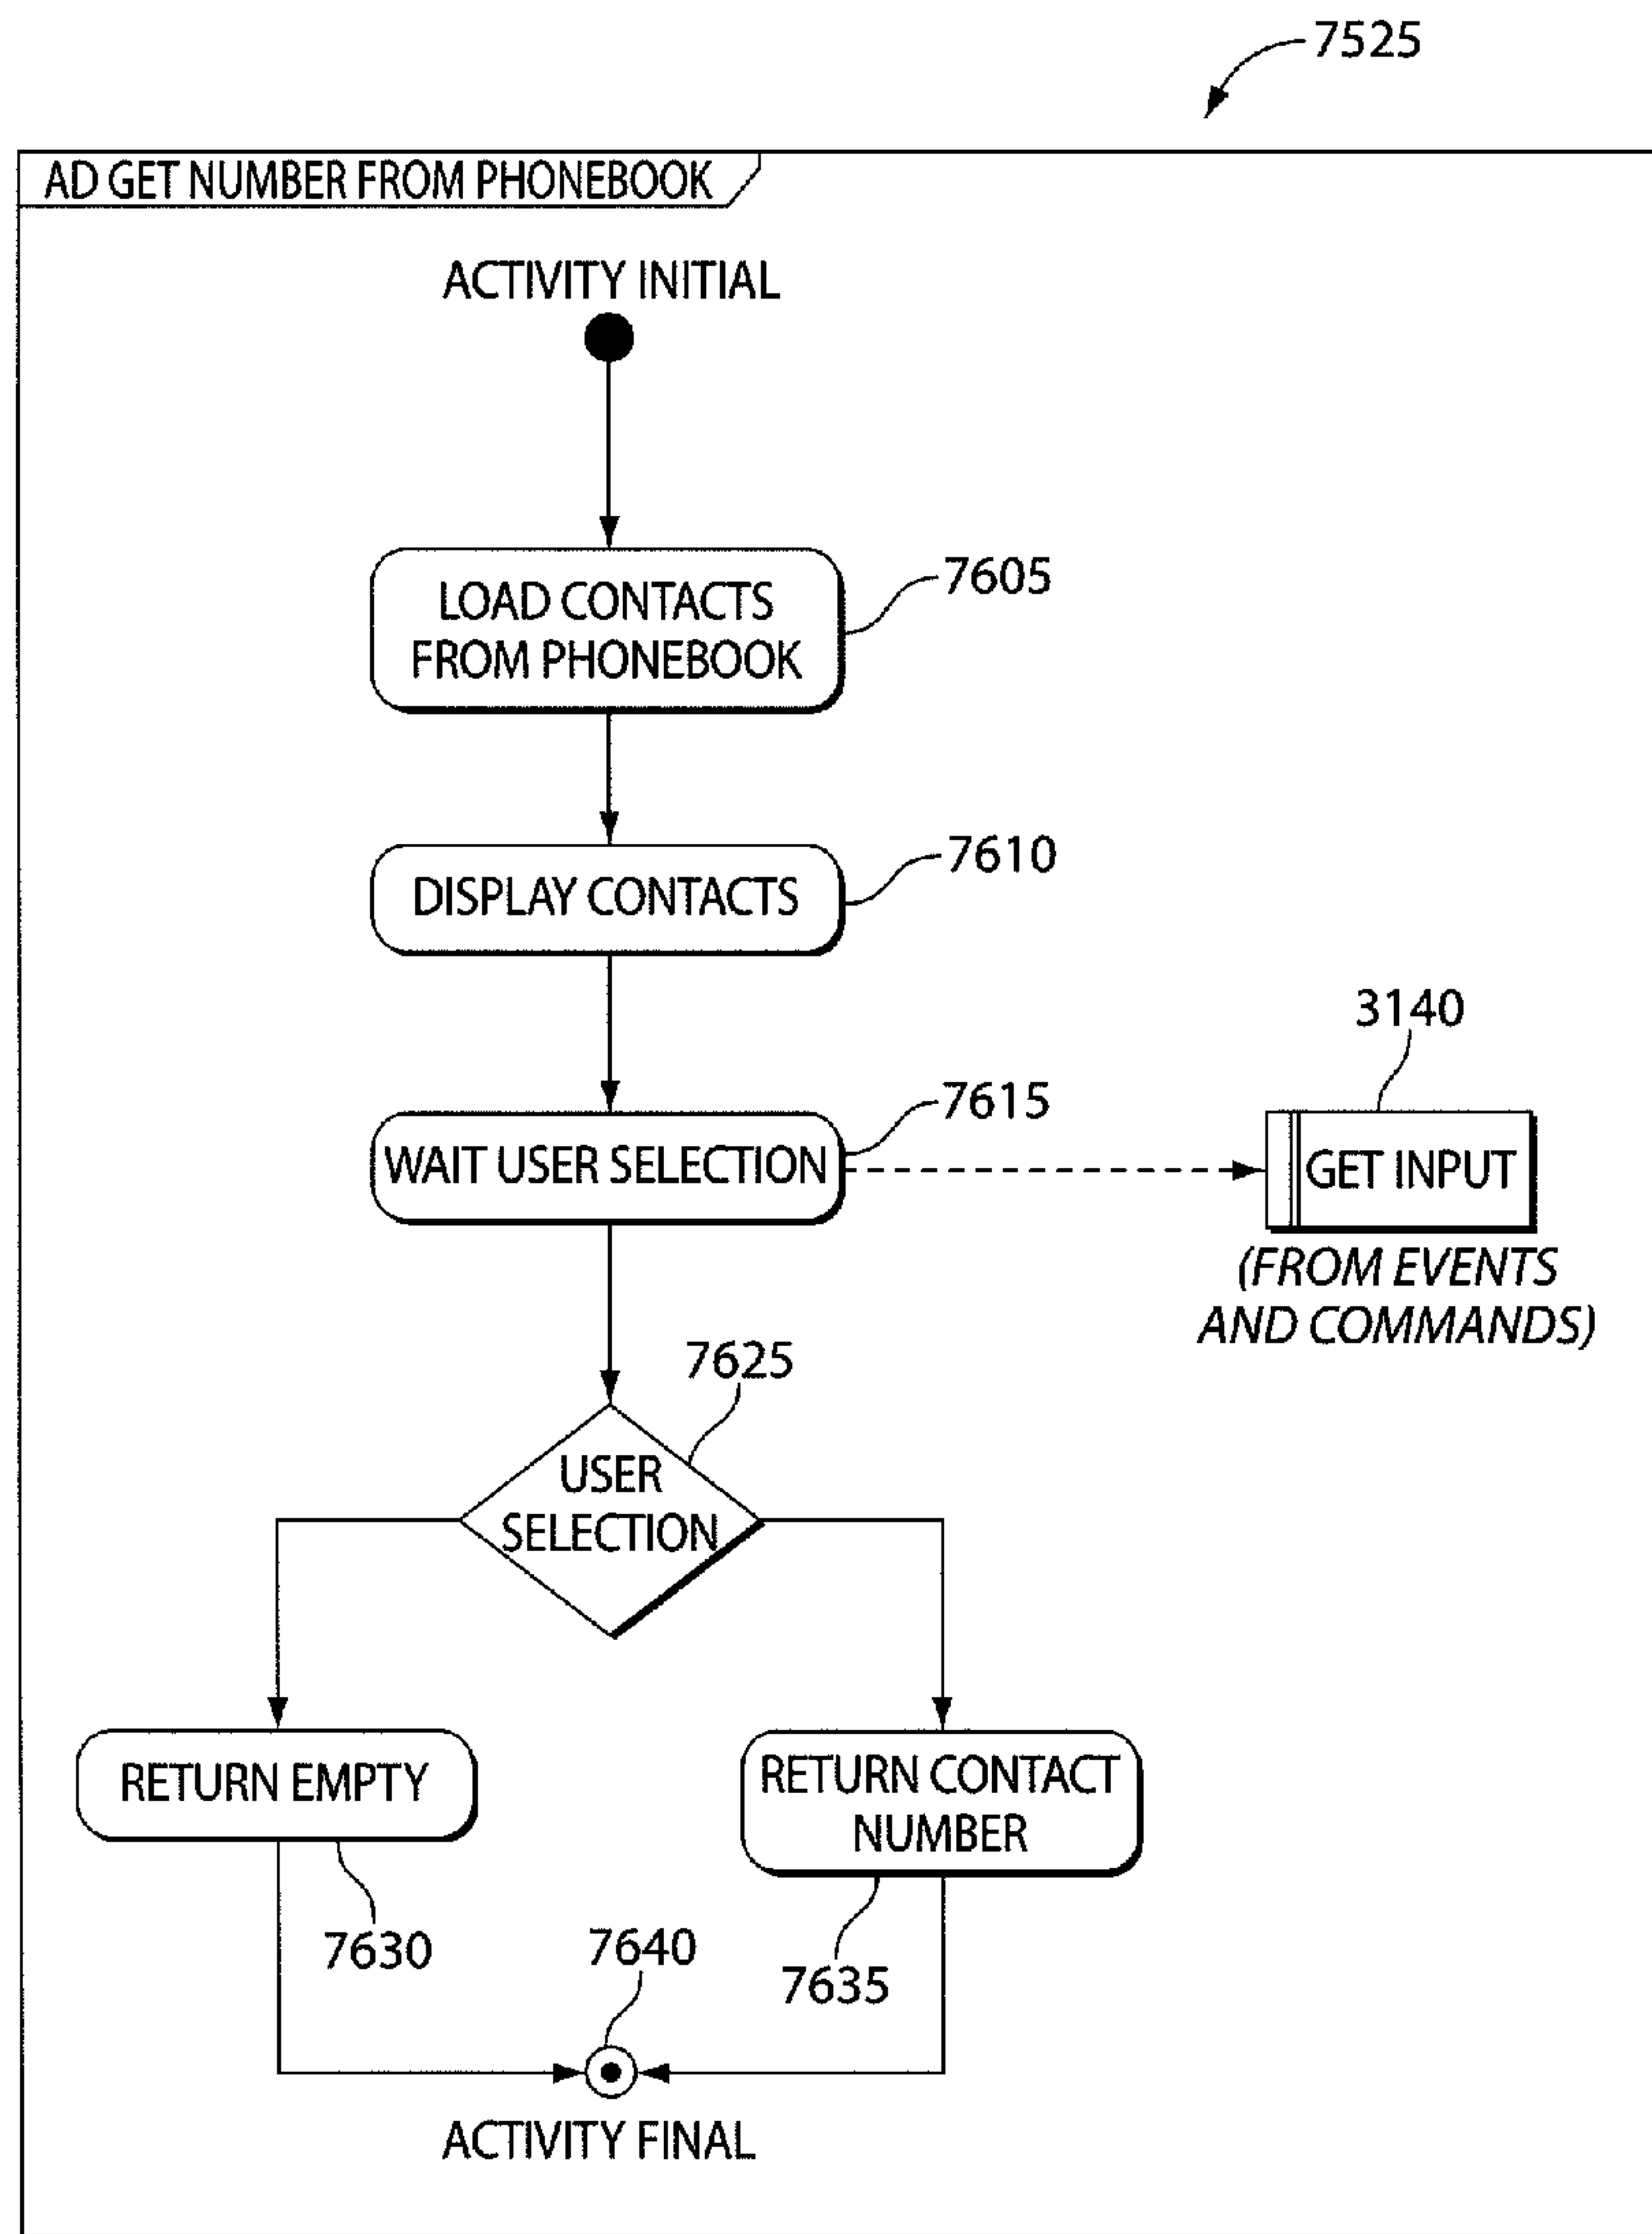 7525
AD GET NUMBER FROM PHONEBOOK
ACTIVITY INITIAL
LOAD CONTACTS
FROM PHONEBOOK
7605
DISPLAY CONTACTS
7610
WAIT USER SELECTION
7615
3140
GET INPUT
(FROM EVENTS
AND COMMANDS)
7625
USER
SELECTION
RETURN EMPTY
7630
RETURN CONTACT
NUMBER
7635
7640
ACTIVITY FINAL